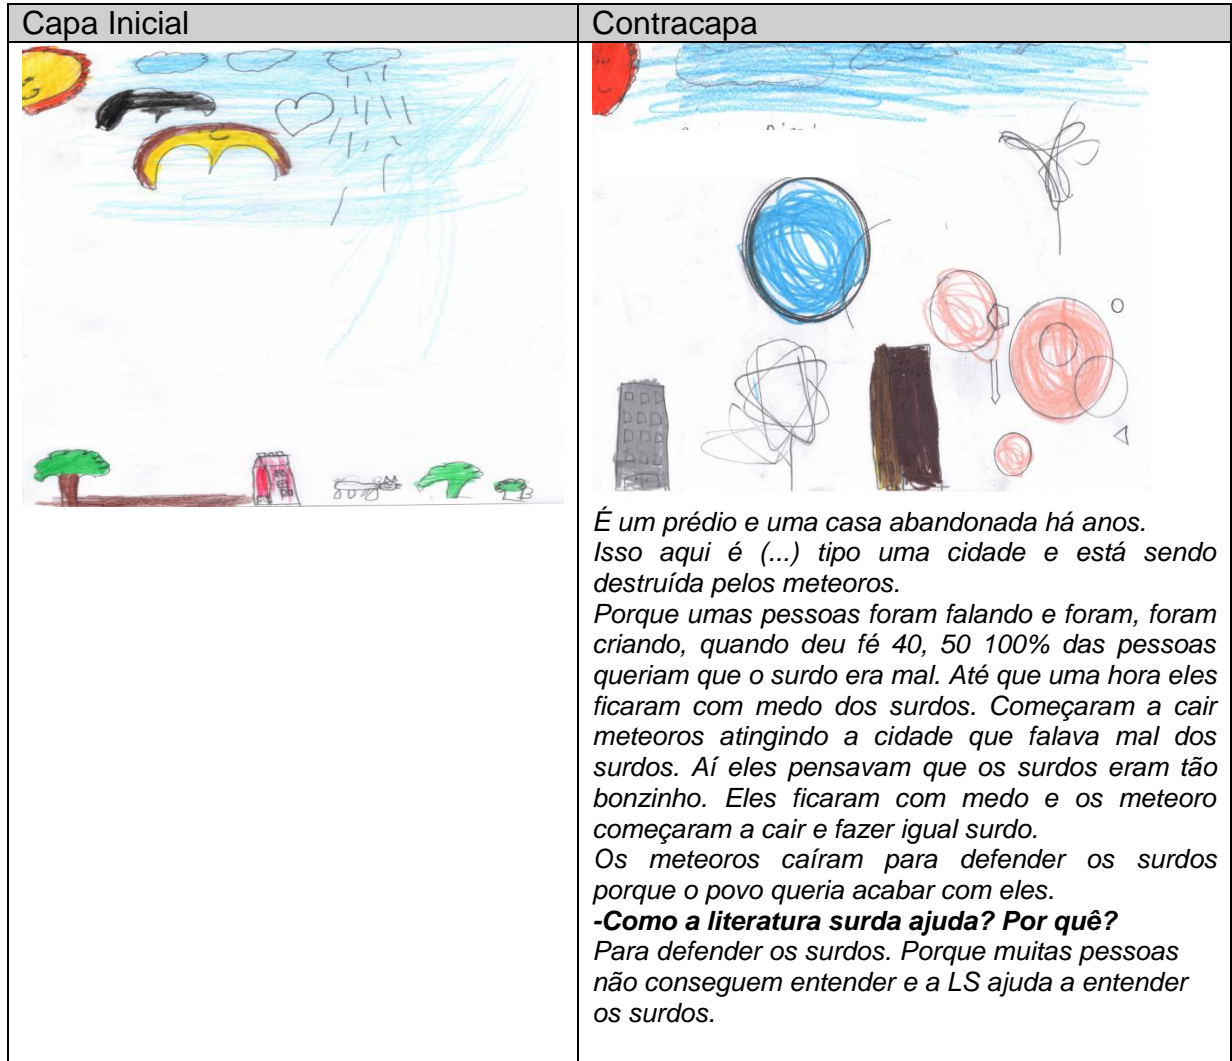 Capa Inicial
Contracapa
É um prédio e uma casa abandonada há anos.
Isso aqui é (...) tipo uma cidade e está sendo
destruída pelos meteoros.
Porque umas pessoas foram falando e foram, foram
criando, quando deu fé 40, 50 100% das pessoas
queriam que o surdo era mal. Até que uma hora eles
ficaram com medo dos surdos. Começaram a cair
meteoros atingindo a cidade que falava mal dos
surdos. Aí eles pensavam que os surdos eram tão
bonzinho. Eles ficaram com medo e os meteoro
começaram a cair e fazer igual surdo.
Os meteoros caíram para defender os surdos
porque o povo queria acabar com eles.
-Como a literatura surda ajuda? Por quê?
Para defender os surdos. Porque muitas pessoas
não conseguem entender e a LS ajuda a entender
os surdos.